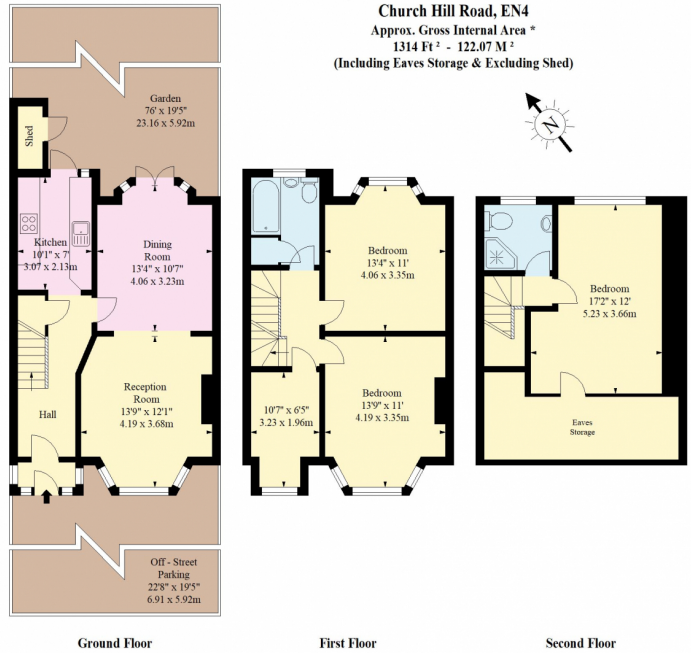 Church Hill Road, EN4
Approx. Gross Internal Area *
1314 Ft ² - 122.07 M ²
(Including Eaves Storage & Excluding Shed)
N
Garden
76' x 19'5"
23.16 x 5.92m
Shed
Kitchen
10'1" x 7'
3.07 x 2.13m
Dining
Room
13'4" x 10'7"
4.06 x 3.23m
Reception
Room
13'9" x 12'1"
4.19 x 3.68m
Hall
Off - Street
Parking
22'8" x 19'5"
6.91 x 5.92m
Ground Floor
Bedroom
13'4" x 11'
4.06 x 3.35m
Bedroom
13'9" x 11'
4.19 x 3.35m
10'7" x 6'5"
3.23 x 1.96m
First Floor
Bedroom
17'2" x 12'
5.23 x 3.66m
Eaves
Storage
Second Floor